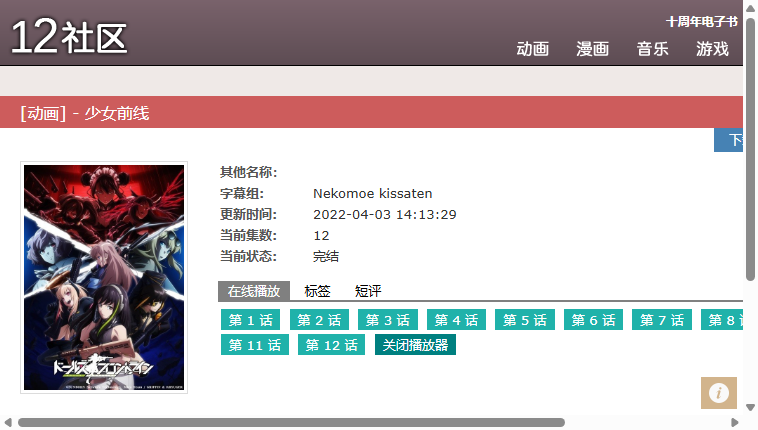 12社区
十周年电子书
动画 漫画 音乐 游戏
[动画] - 少女前线
其他名称:
字幕组: Nekomoe kissaten
更新时间: 2022-04-03 14:13:29
当前集数: 12
当前状态: 完结
在线播放 标签 短评
第 1 话 第 2 话 第 3 话 第 4 话 第 5 话 第 6 话 第 7 话 第 8
第 11 话 第 12 话 关闭播放器
ドールズフロントライン
i